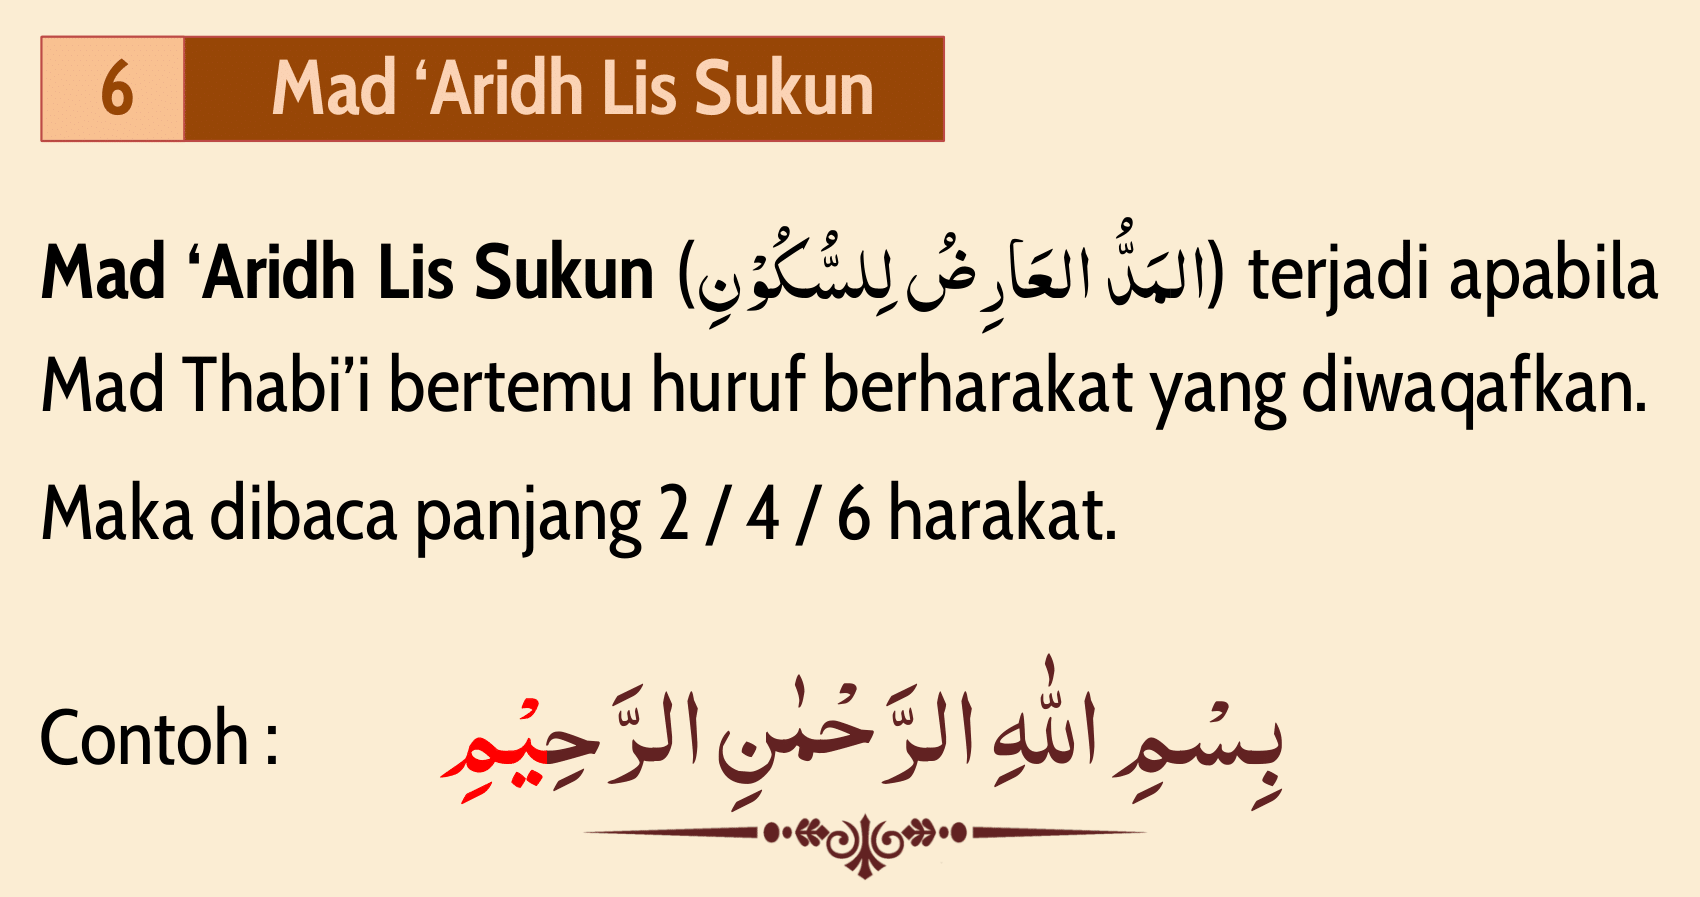 6 Mad ‘Aridh Lis Sukun
Mad ‘Aridh Lis Sukun (المَدُّ العَارِضُ لِلسُّكُوْنِ) terjadi apabila
Mad Thabi’i bertemu huruf berharakat yang diwaqafkan.
Maka dibaca panjang 2 / 4 / 6 harakat.
Contoh : بِسْمِ اللّٰهِ الرَّحْمٰنِ الرَّحِيْمِ